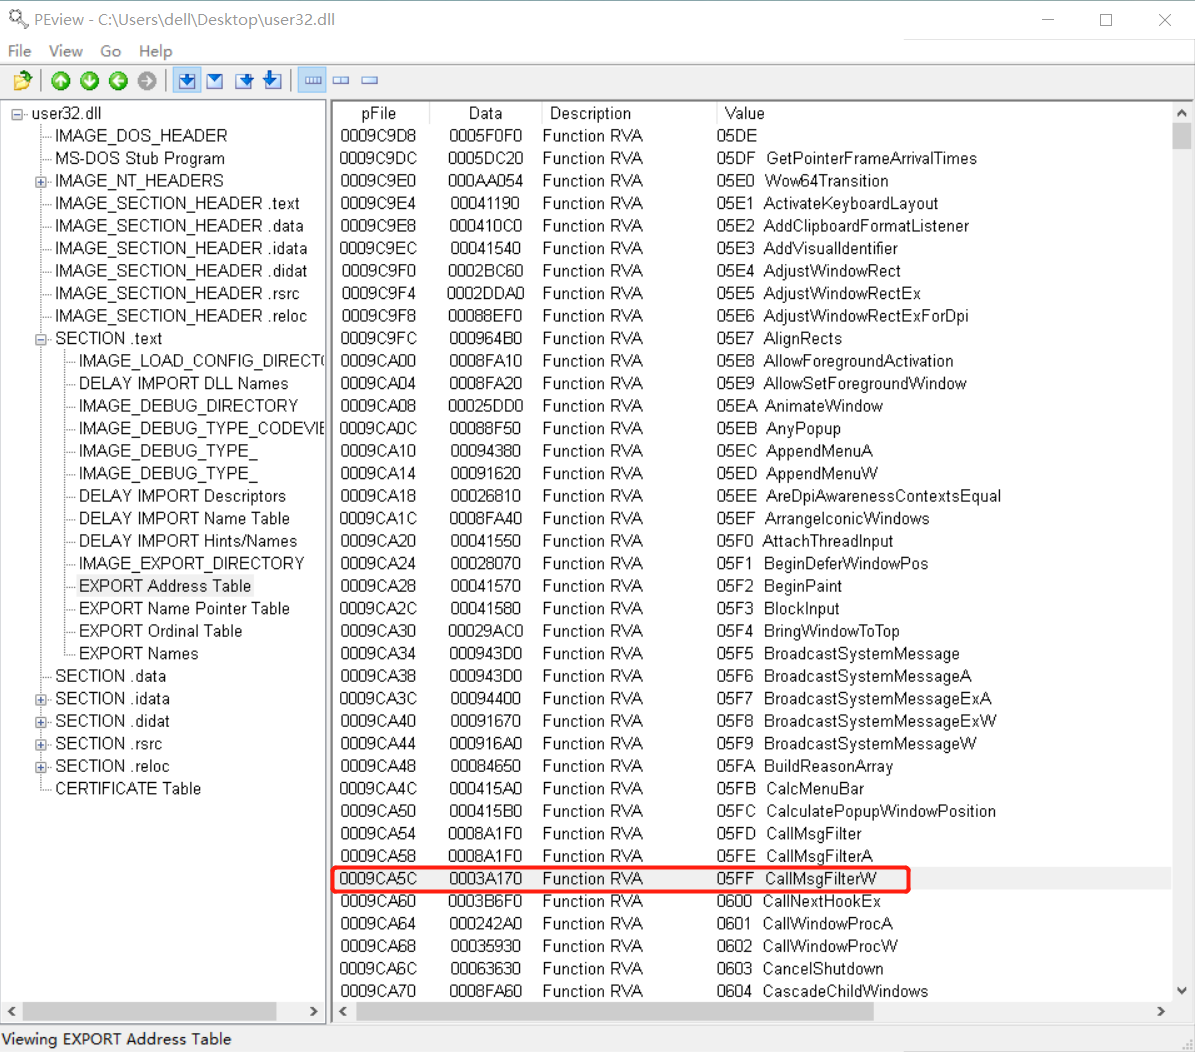 PEview - C:\Users\dell\Desktop\user32.dll
File View Go Help
user32.dll
IMAGE_DOS_HEADER
MS-DOS Stub Program
IMAGE_NT_HEADERS
IMAGE_SECTION_HEADER .text
IMAGE_SECTION_HEADER .data
IMAGE_SECTION_HEADER .idata
IMAGE_SECTION_HEADER .didat
IMAGE_SECTION_HEADER .rsrc
IMAGE_SECTION_HEADER .reloc
SECTION .text
IMAGE_LOAD_CONFIG_DIRECTO
DELAY IMPORT DLL Names
IMAGE_DEBUG_DIRECTORY
IMAGE_DEBUG_TYPE_CODEVIE
IMAGE_DEBUG_TYPE_
IMAGE_DEBUG_TYPE_
DELAY IMPORT Descriptors
DELAY IMPORT Name Table
DELAY IMPORT Hints/Names
IMAGE_EXPORT_DIRECTORY
EXPORT Address Table
EXPORT Name Pointer Table
EXPORT Ordinal Table
EXPORT Names
SECTION .data
SECTION .idata
SECTION .didat
SECTION .rsrc
SECTION .reloc
CERTIFICATE Table
pFile Data Description Value
0009C9D8 0005F0F0 Function RVA 05DE
0009C9DC 0005DC20 Function RVA 05DF GetPointerFrameArrivalTimes
0009C9E0 000AA054 Function RVA 05E0 Wow64Transition
0009C9E4 00041190 Function RVA 05E1 ActivateKeyboardLayout
0009C9E8 000410C0 Function RVA 05E2 AddClipboardFormatListener
0009C9EC 00041540 Function RVA 05E3 AddVisualIdentifier
0009C9F0 0002BC60 Function RVA 05E4 AdjustWindowRect
0009C9F4 0002DDA0 Function RVA 05E5 AdjustWindowRectEx
0009C9F8 00088EF0 Function RVA 05E6 AdjustWindowRectExForDpi
0009C9FC 000964B0 Function RVA 05E7 AlignRects
0009CA00 0008FA10 Function RVA 05E8 AllowForegroundActivation
0009CA04 0008FA20 Function RVA 05E9 AllowSetForegroundWindow
0009CA08 00025DD0 Function RVA 05EA AnimateWindow
0009CA0C 00088F50 Function RVA 05EB AnyPopup
0009CA10 00094380 Function RVA 05EC AppendMenuA
0009CA14 00091620 Function RVA 05ED AppendMenuW
0009CA18 00026810 Function RVA 05EE AreDpiAwarenessContextsEqual
0009CA1C 0008FA40 Function RVA 05EF ArrangeIconicWindows
0009CA20 00041550 Function RVA 05F0 AttachThreadInput
0009CA24 00028070 Function RVA 05F1 BeginDeferWindowPos
0009CA28 00041570 Function RVA 05F2 BeginPaint
0009CA2C 00041580 Function RVA 05F3 BlockInput
0009CA30 00029AC0 Function RVA 05F4 BringWindowToTop
0009CA34 000943D0 Function RVA 05F5 BroadcastSystemMessage
0009CA38 000943D0 Function RVA 05F6 BroadcastSystemMessageA
0009CA3C 00094400 Function RVA 05F7 BroadcastSystemMessageExA
0009CA40 00091670 Function RVA 05F8 BroadcastSystemMessageExW
0009CA44 000916A0 Function RVA 05F9 BroadcastSystemMessageW
0009CA48 00084650 Function RVA 05FA BuildReasonArray
0009CA4C 000415A0 Function RVA 05FB CalcMenuBar
0009CA50 000415B0 Function RVA 05FC CalculatePopupWindowPosition
0009CA54 0008A1F0 Function RVA 05FD CallMsgFilter
0009CA58 0008A1F0 Function RVA 05FE CallMsgFilterA
0009CA5C 0003A170 Function RVA 05FF CallMsgFilterW
0009CA60 0003B6F0 Function RVA 0600 CallNextHookEx
0009CA64 000242A0 Function RVA 0601 CallWindowProcA
0009CA68 00035930 Function RVA 0602 CallWindowProcW
0009CA6C 00063630 Function RVA 0603 CancelShutdown
0009CA70 0008FA60 Function RVA 0604 CascadeChildWindows
Viewing EXPORT Address Table